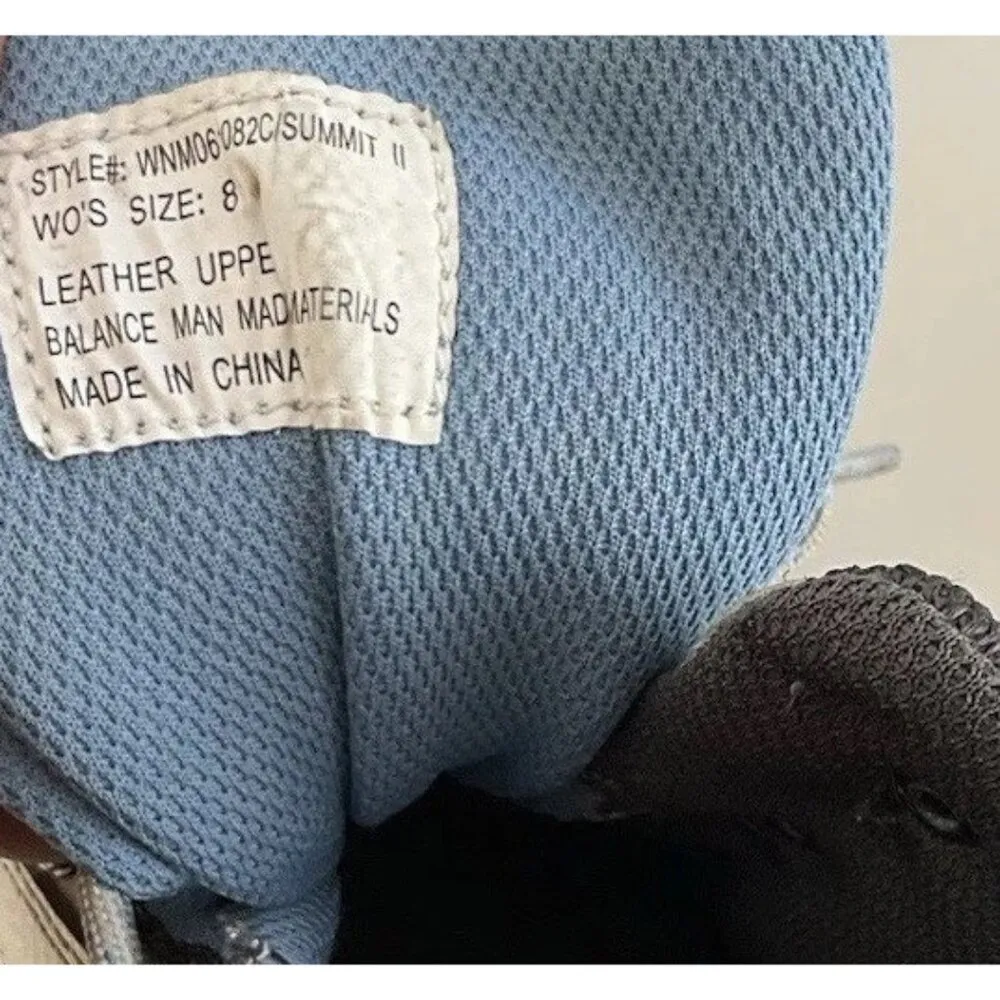 STYLE#: WNM06082C/SUMMIT II
WO'S SIZE: 8
LEATHER UPPE
BALANCE MAN MADMATERIALS
MADE IN CHINA